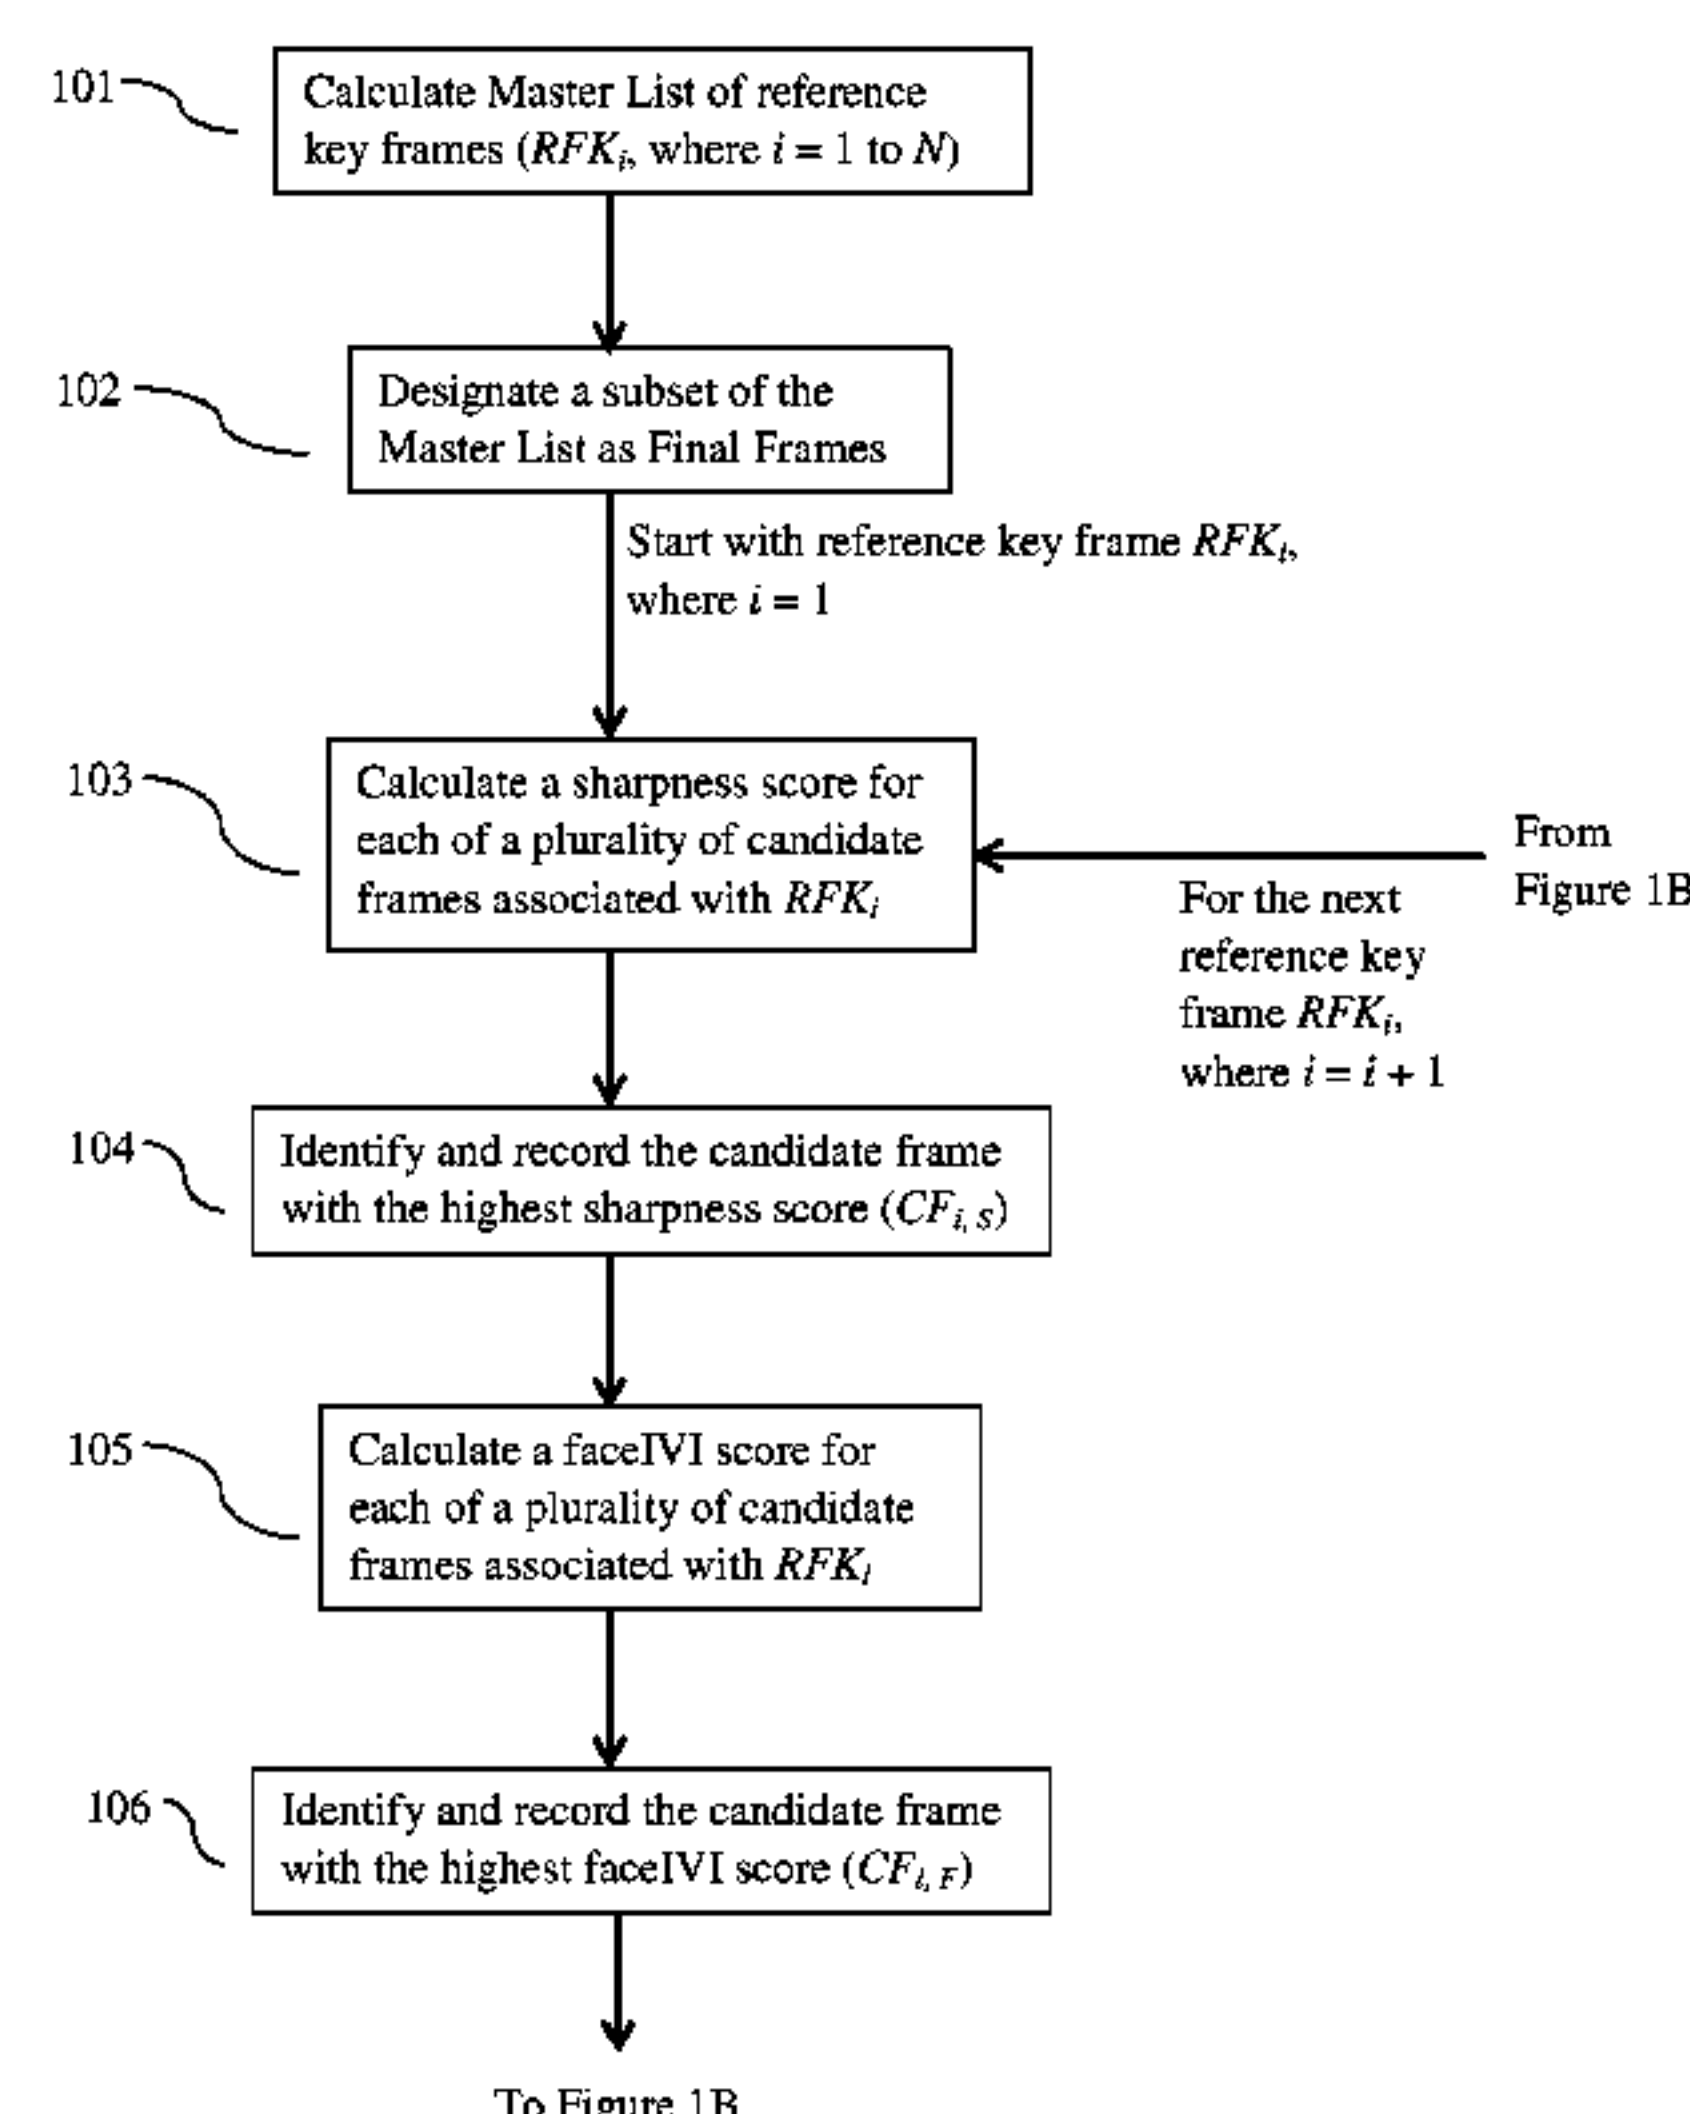 101
Calculate Master List of reference
key frames (RFKi, where i = 1 to N)
102
Designate a subset of the
Master List as Final Frames
Start with reference key frame RFKi,
where i = 1
103
Calculate a sharpness score for
each of a plurality of candidate
frames associated with RFKi
From
Figure 1B
For the next
reference key
frame RFKi,
where i = i + 1
104
Identify and record the candidate frame
with the highest sharpness score (CFi, S)
105
Calculate a faceIVI score for
each of a plurality of candidate
frames associated with RFKi
106
Identify and record the candidate frame
with the highest faceIVI score (CFi, F)
To Figure 1B